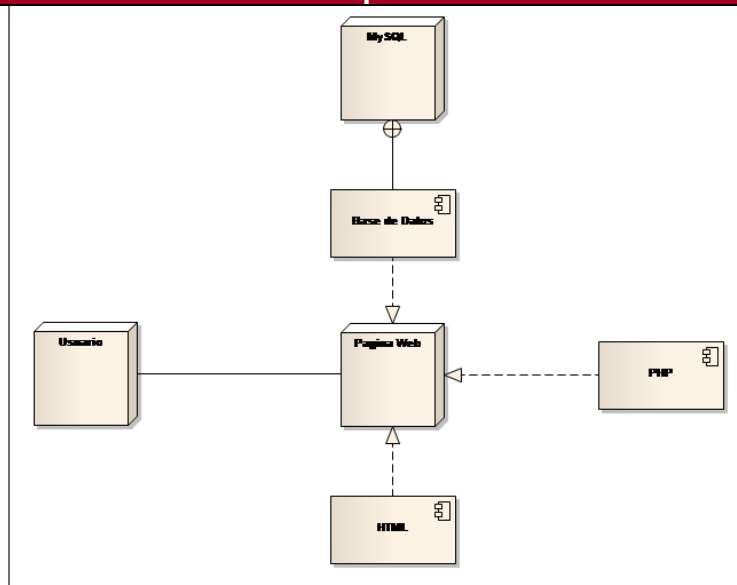 MySQL
Base de Datos
Usuario
Pagina Web
PHP
HTML